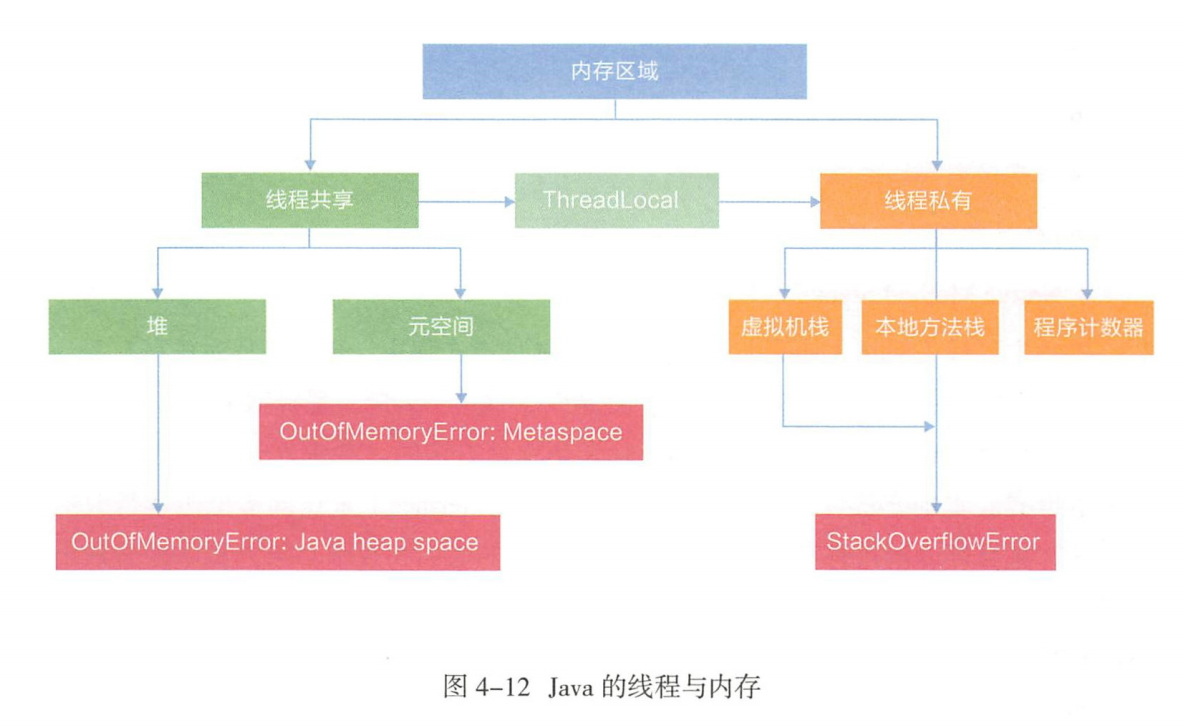 内存区域
线程共享
ThreadLocal
线程私有
堆
元空间
虚拟机栈
本地方法栈
程序计数器
OutOfMemoryError: Metaspace
OutOfMemoryError: Java heap space
StackOverflowError
图 4-12 Java 的线程与内存